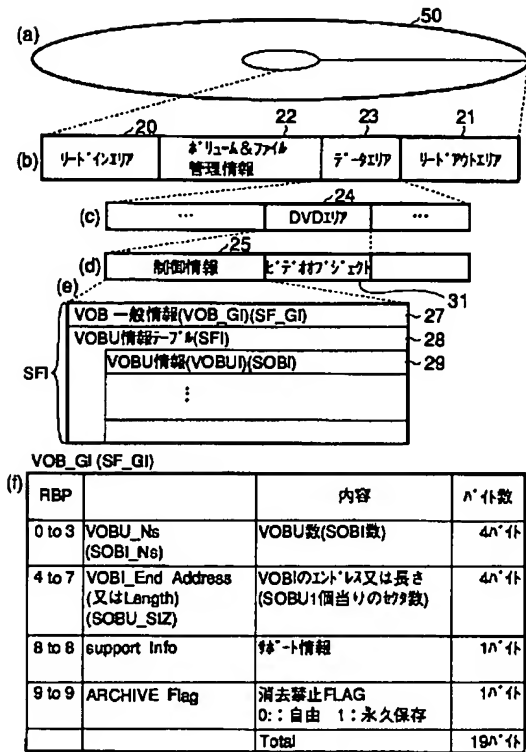 50
(a)
20
22
23
21
(b)
リードインエリア
ボリューム&ファイル
管理情報
データエリア
リードアウトエリア
24
(c)
…
DVDエリア
…
25
(d)
制御情報
ビデオオブジェクト
31
(e)
VOB 一般情報(VOB_GI)(SF_GI)
27
VOBU情報テーブル(SFI)
28
VOBU情報(VOBUI)(SOBI)
29
SFI
⋮
VOB_GI (SF_GI)
(f)
RBP 内容 バイト数
0 to 3 VOBU_Ns VOBU数(SOBI数) 4バイト
(SOBI_Ns)
4 to 7 VOBI_End Address VOBIのエンドレス又は長さ 4バイト
(又はLength) (SOBU1個当りのセクタ数)
(SOBU_SIZ)
8 to 8 support Info サポート情報 1バイト
9 to 9 ARCHIVE Flag 消去禁止FLAG 1バイト
0:：自由 1：永久保存
Total 19バイト